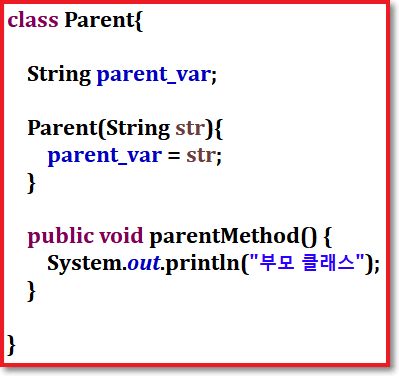 class Parent{
String parent_var;
Parent(String str){
parent_var = str;
}
public void parentMethod() {
System.out.println("부모 클래스");
}
}